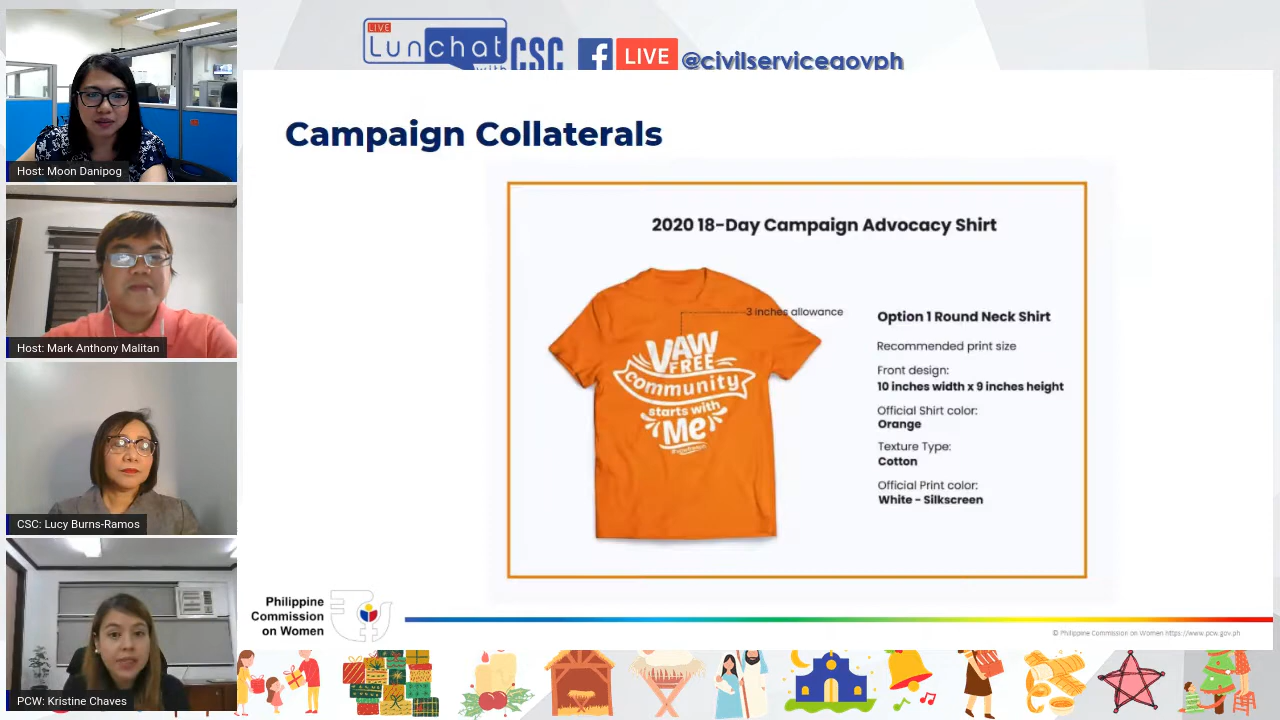 LIVE
Lunchat
with CSC
LIVE
@civilservicegovph
Host: Moon Danipog
Host: Mark Anthony Malitan
CSC: Lucy Burns-Ramos
PCW: Kristine Chaves
Campaign Collaterals
2020 18-Day Campaign Advocacy Shirt
3 inches allowance
VAW
FREE
community
starts with
Me
Option 1 Round Neck Shirt
Recommended print size
Front design:
10 inches width x 9 inches height
Official Shirt color:
Orange
Texture Type:
Cotton
Official Print color:
White - Silkscreen
Philippine
Commission
on Women
© Philippine Commission on Women https://www.pcw.gov.ph